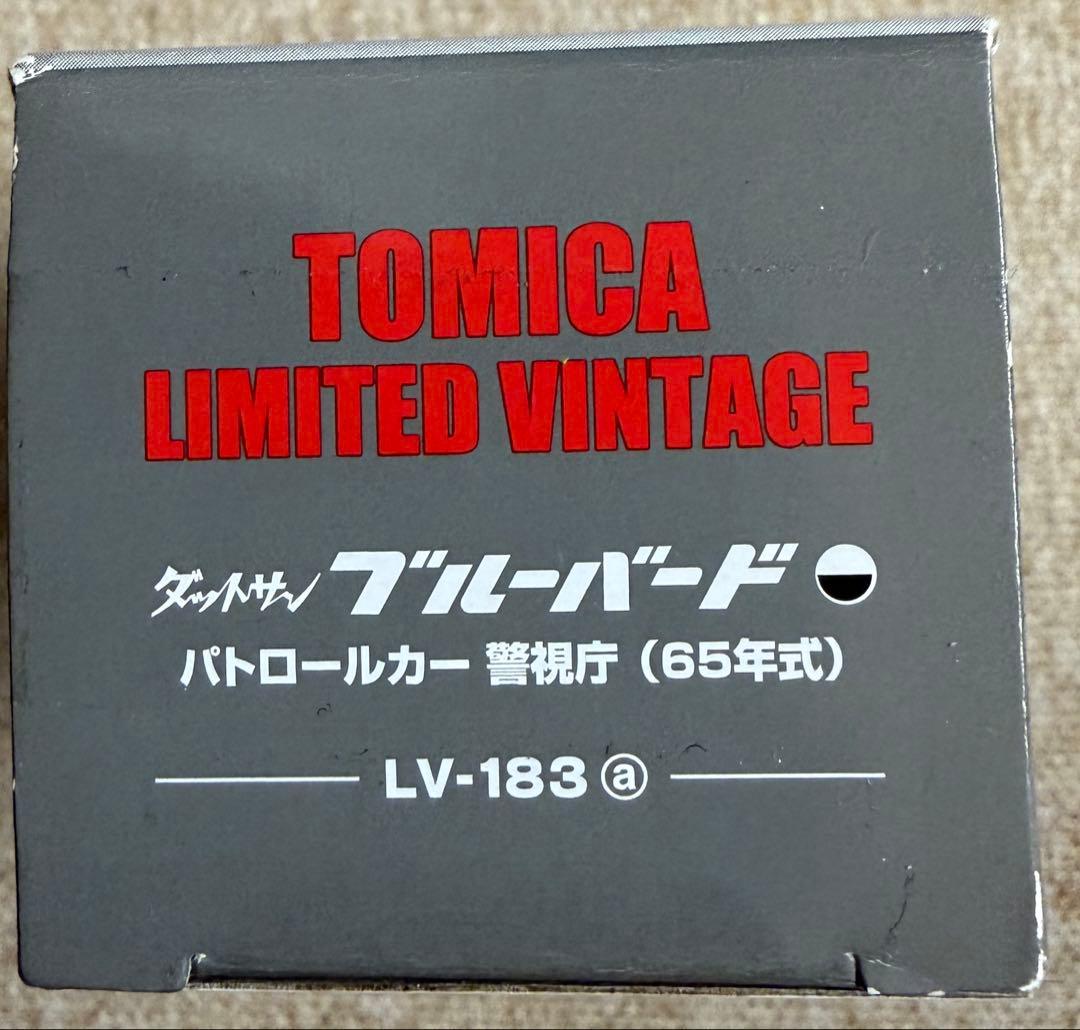 TOMICA
LIMITED VINTAGE
ダットサン ブルーバード
パトロールカー 警視庁（65年式）
LV-183 ⓐ